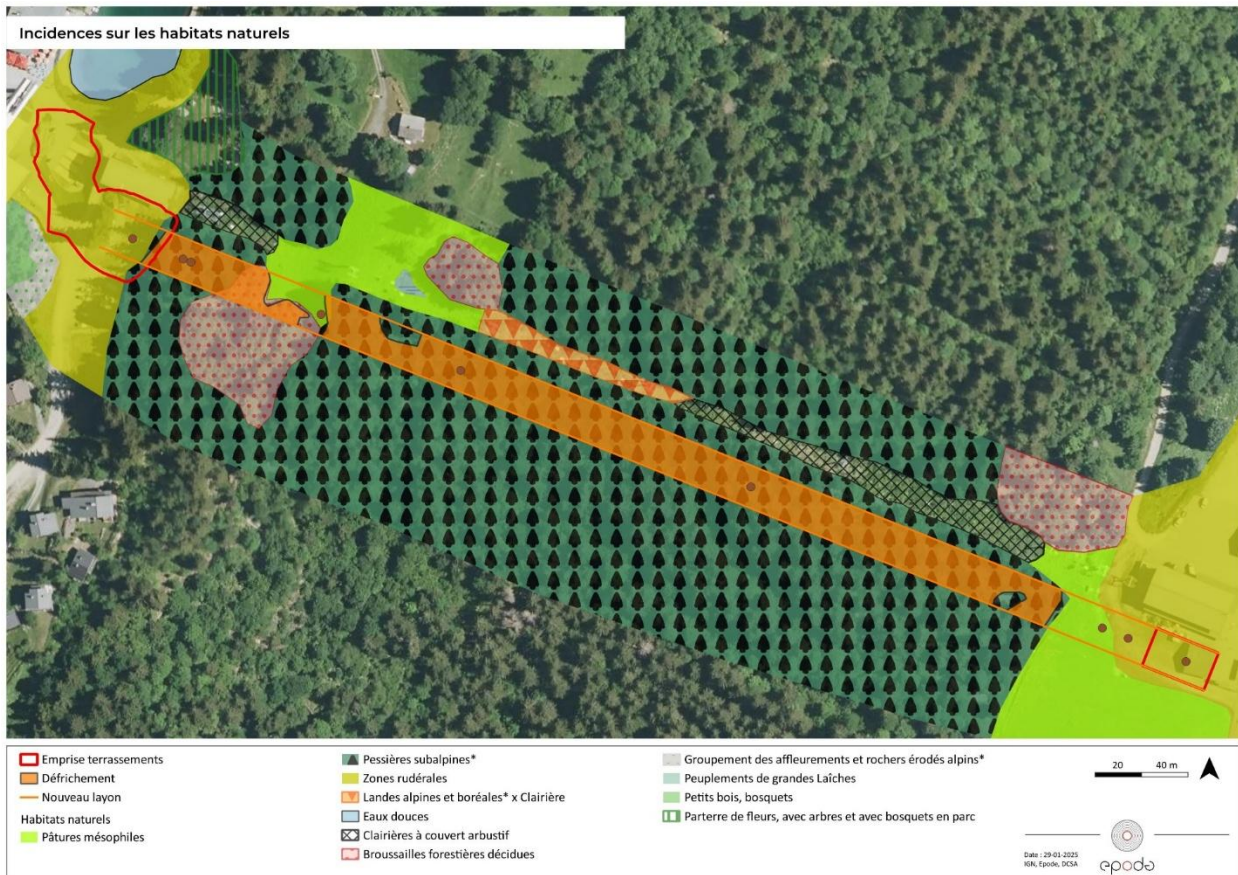 Incidences sur les habitats naturels
Emprise terrassements
Défrichement
Nouveau layon
Habitats naturels
Pâtures mésophiles
Pessières subalpines*
Zones rudérales
Landes alpines et boréales* x Clairière
Eaux douces
Clairières à couvert arbustif
Broussailles forestières décidues
Groupement des affleurements et rochers érodés alpins*
Peuplements de grandes Laîches
Petits bois, bosquets
Parterre de fleurs, avec arbres et avec bosquets en parc
20 40 m
Date : 29-01-2025
IGN, Epode, DCSA
epode